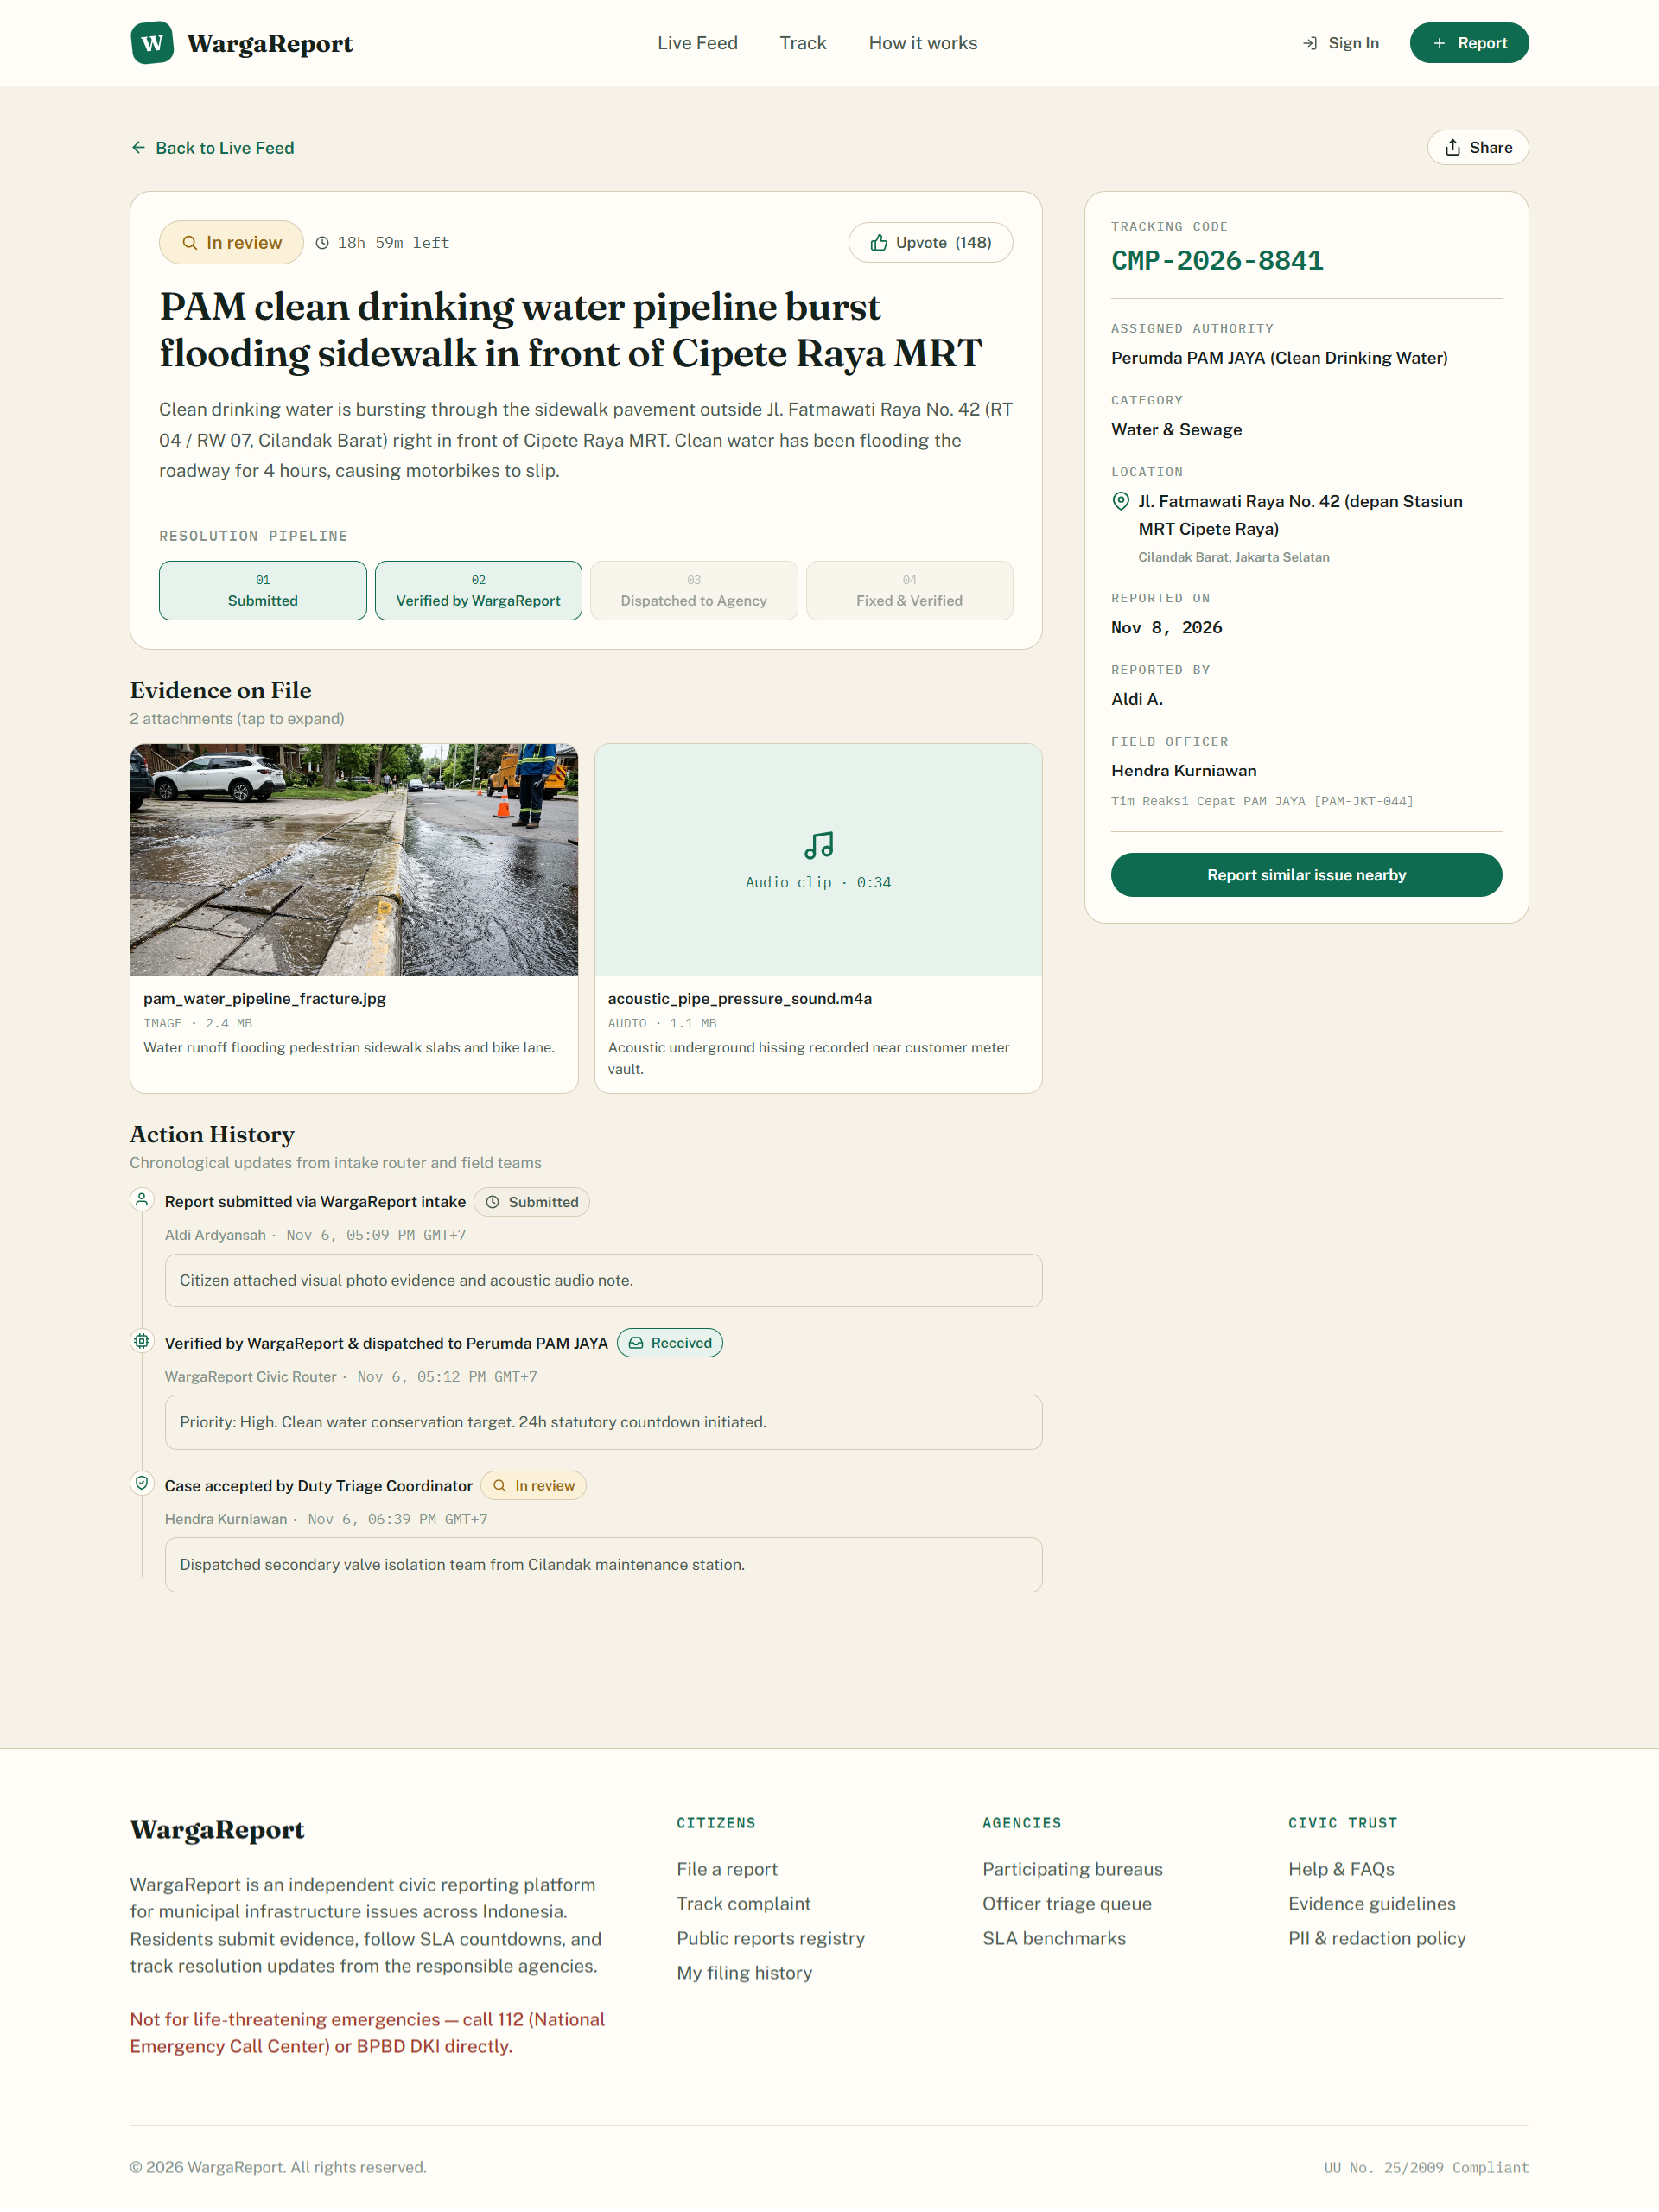 W WargaReport
Live Feed
Track
How it works
Sign In
+ Report
Back to Live Feed
Share
In review
18h 59m left
Upvote (148)
PAM clean drinking water pipeline burst
flooding sidewalk in front of Cipete Raya MRT
Clean drinking water is bursting through the sidewalk pavement outside Jl. Fatmawati Raya No. 42 (RT
04 / RW 07, Cilandak Barat) right in front of Cipete Raya MRT. Clean water has been flooding the
roadway for 4 hours, causing motorbikes to slip.
RESOLUTION PIPELINE
01
Submitted
02
Verified by WargaReport
03
Dispatched to Agency
04
Fixed & Verified
TRACKING CODE
CMP-2026-8841
ASSIGNED AUTHORITY
Perumda PAM JAYA (Clean Drinking Water)
CATEGORY
Water & Sewage
LOCATION
Jl. Fatmawati Raya No. 42 (depan Stasiun
MRT Cipete Raya)
Cilandak Barat, Jakarta Selatan
REPORTED ON
Nov 8, 2026
REPORTED BY
Aldi A.
FIELD OFFICER
Hendra Kurniawan
Tim Reaksi Cepat PAM JAYA [PAM-JKT-044]
Report similar issue nearby
Evidence on File
2 attachments (tap to expand)
pam_water_pipeline_fracture.jpg
IMAGE · 2.4 MB
Water runoff flooding pedestrian sidewalk slabs and bike lane.
Audio clip · 0:34
acoustic_pipe_pressure_sound.m4a
AUDIO · 1.1 MB
Acoustic underground hissing recorded near customer meter
vault.
Action History
Chronological updates from intake router and field teams
Report submitted via WargaReport intake
Submitted
Aldi Ardyansah · Nov 6, 05:09 PM GMT+7
Citizen attached visual photo evidence and acoustic audio note.
Verified by WargaReport & dispatched to Perumda PAM JAYA
Received
WargaReport Civic Router · Nov 6, 05:12 PM GMT+7
Priority: High. Clean water conservation target. 24h statutory countdown initiated.
Case accepted by Duty Triage Coordinator
In review
Hendra Kurniawan · Nov 6, 06:39 PM GMT+7
Dispatched secondary valve isolation team from Cilandak maintenance station.
WargaReport
WargaReport is an independent civic reporting platform
for municipal infrastructure issues across Indonesia.
Residents submit evidence, follow SLA countdowns, and
track resolution updates from the responsible agencies.
Not for life-threatening emergencies — call 112 (National
Emergency Call Center) or BPBD DKI directly.
CITIZENS
File a report
Track complaint
Public reports registry
My filing history
AGENCIES
Participating bureaus
Officer triage queue
SLA benchmarks
CIVIC TRUST
Help & FAQs
Evidence guidelines
PII & redaction policy
© 2026 WargaReport. All rights reserved.
UU No. 25/2009 Compliant